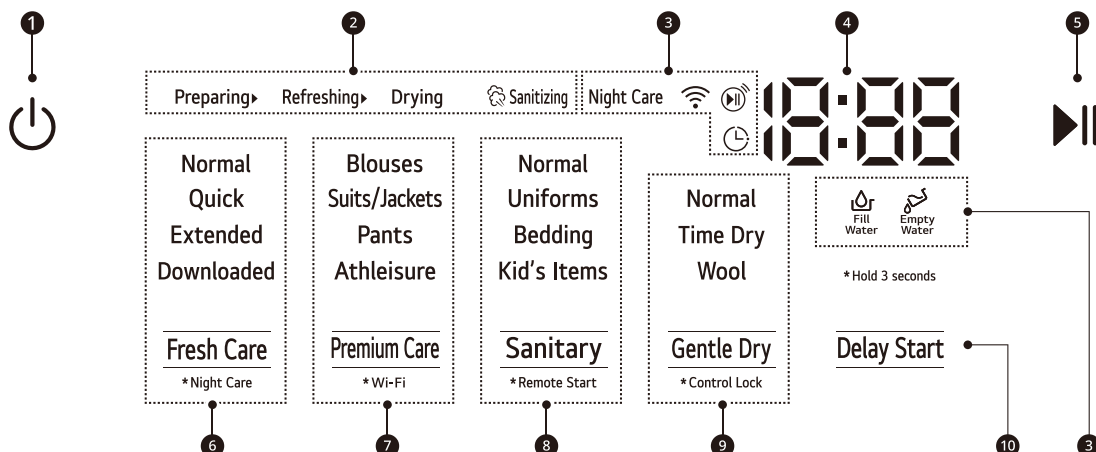 1
2
3
4
5
Preparing▸ Refreshing▸ Drying Sanitizing
Night Care
18:88
Normal
Quick
Extended
Downloaded
Fresh Care
*Night Care
Blouses
Suits/Jackets
Pants
Athleisure
Premium Care
*Wi-Fi
Normal
Uniforms
Bedding
Kid's Items
Sanitary
*Remote Start
Normal
Time Dry
Wool
Gentle Dry
*Control Lock
Fill
Water
Empty
Water
*Hold 3 seconds
Delay Start
6
7
8
9
10
3